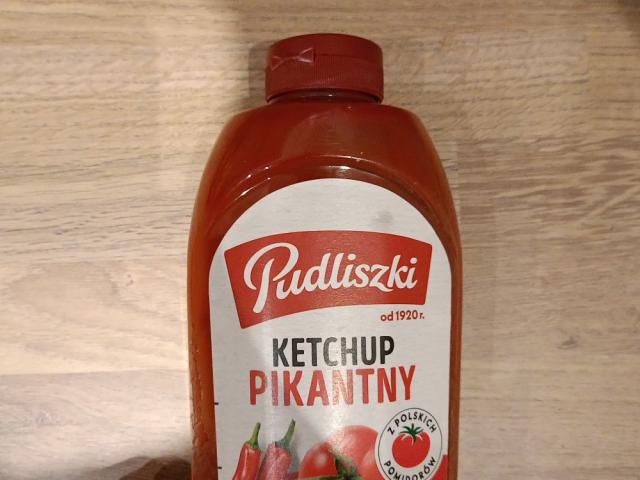 Pudliszki
od 1920 r.
KETCHUP
PIKANTNY
Z POLSKICH
POMIDORÓW